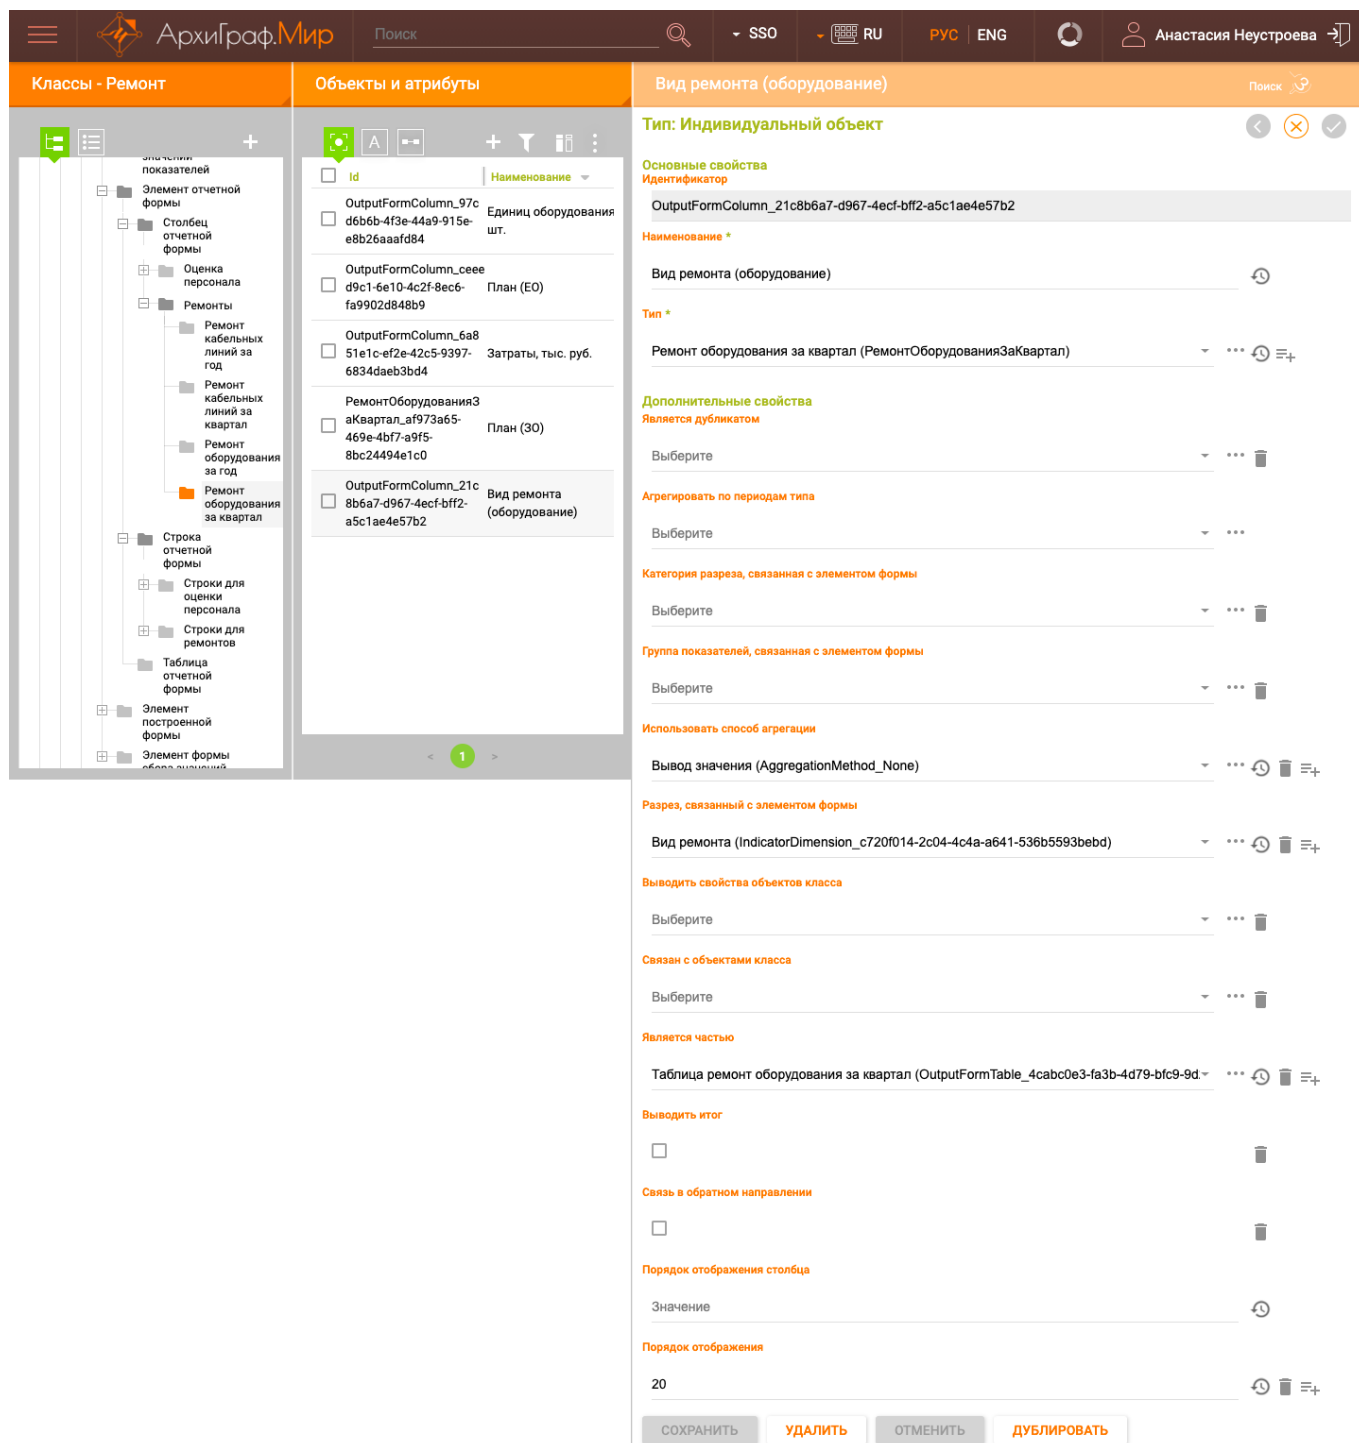 АрхиГраф.Мир
Поиск
SSO
RU
РУС
ENG
Анастасия Неустроева
Классы - Ремонт
Объекты и атрибуты
Вид ремонта (оборудование)
Поиск
значений
показателей
Элемент отчетной
формы
Столбец
отчетной
формы
Оценка
персонала
Ремонты
Ремонт
кабельных
линий за
год
Ремонт
кабельных
линий за
квартал
Ремонт
оборудования
за год
Ремонт
оборудования
за квартал
Строка
отчетной
формы
Строки для
оценки
персонала
Строки для
ремонтов
Таблица
отчетной
формы
Элемент
построенной
формы
Элемент формы
сбора значений
A
Id
Наименование
OutputFormColumn_97c
d6b6b-4f3e-44a9-915e-
e8b26aaafd84
Единиц оборудования
шт.
OutputFormColumn_ceee
d9c1-6e10-4c2f-8ec6-
fa9902d848b9
План (ЕО)
OutputFormColumn_6a8
51e1c-ef2e-42c5-9397-
6834daeb3bd4
Затраты, тыс. руб.
РемонтОборудованияЗ
аКвартал_af973a65-
469e-4bf7-a9f5-
8bc24494e1c0
План (ЗО)
OutputFormColumn_21c
8b6a7-d967-4ecf-bff2-
a5c1ae4e57b2
Вид ремонта
(оборудование)
< 1 >
Тип: Индивидуальный объект
Основные свойства
Идентификатор
OutputFormColumn_21c8b6a7-d967-4ecf-bff2-a5c1ae4e57b2
Наименование *
Вид ремонта (оборудование)
Тип *
Ремонт оборудования за квартал (РемонтОборудованияЗаКвартал)
Дополнительные свойства
Является дубликатом
Выберите
Агрегировать по периодам типа
Выберите
Категория разреза, связанная с элементом формы
Выберите
Группа показателей, связанная с элементом формы
Выберите
Использовать способ агрегации
Вывод значения (AggregationMethod_None)
Разрез, связанный с элементом формы
Вид ремонта (IndicatorDimension_c720f014-2c04-4c4a-a641-536b5593bebd)
Выводить свойства объектов класса
Выберите
Связан с объектами класса
Выберите
Является частью
Таблица ремонт оборудования за квартал (OutputFormTable_4cabc0e3-fa3b-4d79-bfc9-9d.
Выводить итог
Связь в обратном направлении
Порядок отображения столбца
Значение
Порядок отображения
20
СОХРАНИТЬ
УДАЛИТЬ
ОТМЕНИТЬ
ДУБЛИРОВАТЬ